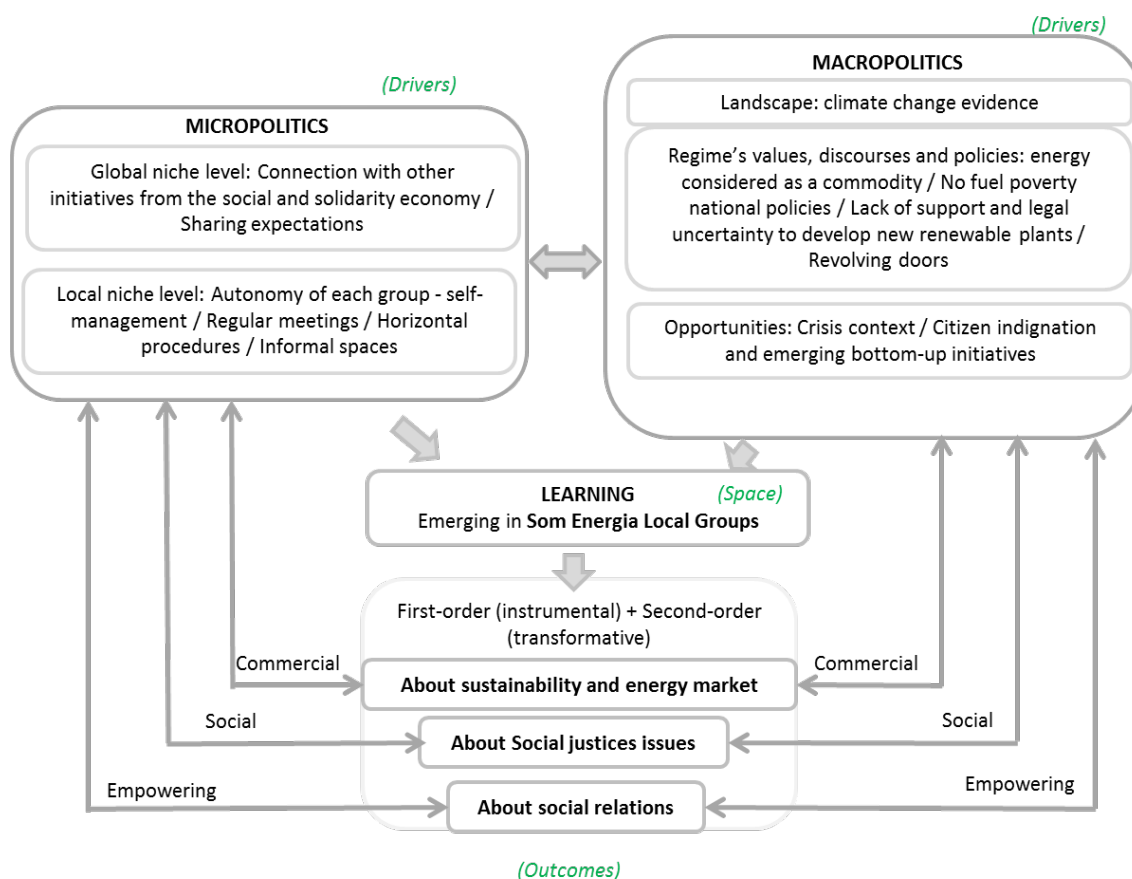 (Drivers)
MICROPOLITICS
Global niche level: Connection with other
initiatives from the social and solidarity economy /
Sharing expectations
Local niche level: Autonomy of each group - self-
management / Regular meetings / Horizontal
procedures / Informal spaces
(Drivers)
MACROPOLITICS
Landscape: climate change evidence
Regime's values, discourses and policies: energy
considered as a commodity / No fuel poverty
national policies / Lack of support and legal
uncertainty to develop new renewable plants /
Revolving doors
Opportunities: Crisis context / Citizen indignation
and emerging bottom-up initiatives
LEARNING
(Space)
Emerging in Som Energia Local Groups
First-order (instrumental) + Second-order
(transformative)
Commercial
About sustainability and energy market
Commercial
Social
About Social justices issues
Social
Empowering
About social relations
Empowering
(Outcomes)